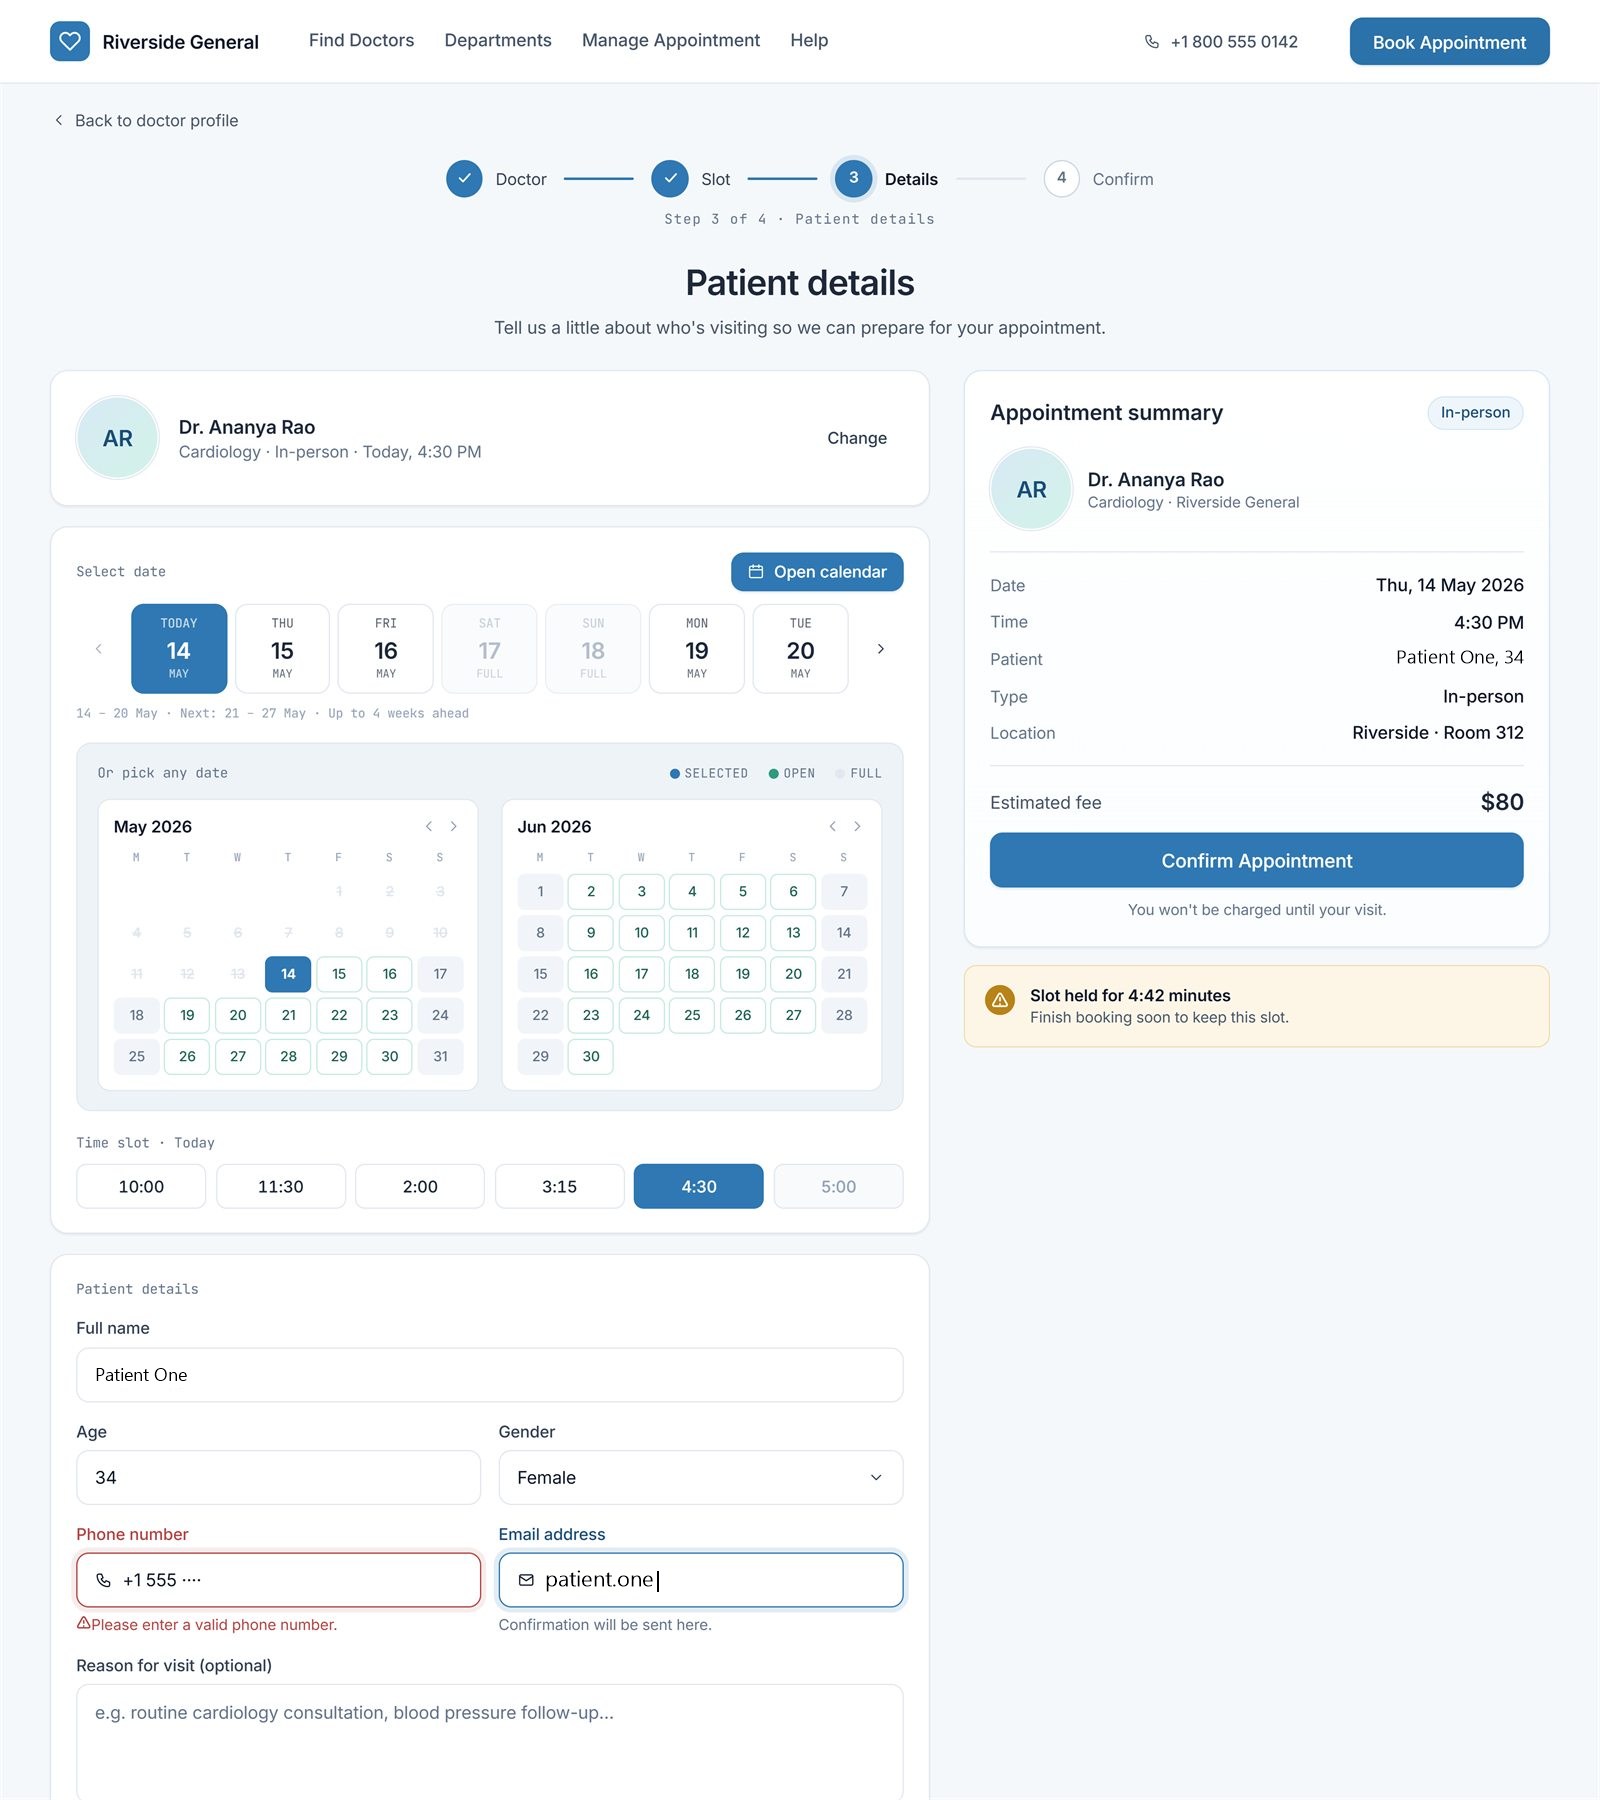 Riverside General
Find Doctors
Departments
Manage Appointment
Help
+1 800 555 0142
Book Appointment
Back to doctor profile
Doctor
Slot
3
Details
4
Confirm
Step 3 of 4 · Patient details
Patient details
Tell us a little about who's visiting so we can prepare for your appointment.
AR
Dr. Ananya Rao
Cardiology · In-person · Today, 4:30 PM
Change
Select date
Open calendar
TODAY 14 MAY
THU 15 MAY
FRI 16 MAY
SAT 17 FULL
SUN 18 FULL
MON 19 MAY
TUE 20 MAY
14 – 20 May · Next: 21 – 27 May · Up to 4 weeks ahead
Or pick any date
SELECTED
OPEN
FULL
May 2026
M T W T F S S
1 2 3
4 5 6 7 8 9 10
11 12 13 14 15 16 17
18 19 20 21 22 23 24
25 26 27 28 29 30 31
Jun 2026
M T W T F S S
1 2 3 4 5 6 7
8 9 10 11 12 13 14
15 16 17 18 19 20 21
22 23 24 25 26 27 28
29 30
Time slot · Today
10:00
11:30
2:00
3:15
4:30
5:00
Patient details
Full name
Patient One
Age
34
Gender
Female
Phone number
+1 555 ····
Please enter a valid phone number.
Email address
patient.one
Confirmation will be sent here.
Reason for visit (optional)
e.g. routine cardiology consultation, blood pressure follow-up...
Appointment summary
In-person
AR
Dr. Ananya Rao
Cardiology · Riverside General
Date Thu, 14 May 2026
Time 4:30 PM
Patient Patient One, 34
Type In-person
Location Riverside · Room 312
Estimated fee $80
Confirm Appointment
You won't be charged until your visit.
Slot held for 4:42 minutes
Finish booking soon to keep this slot.